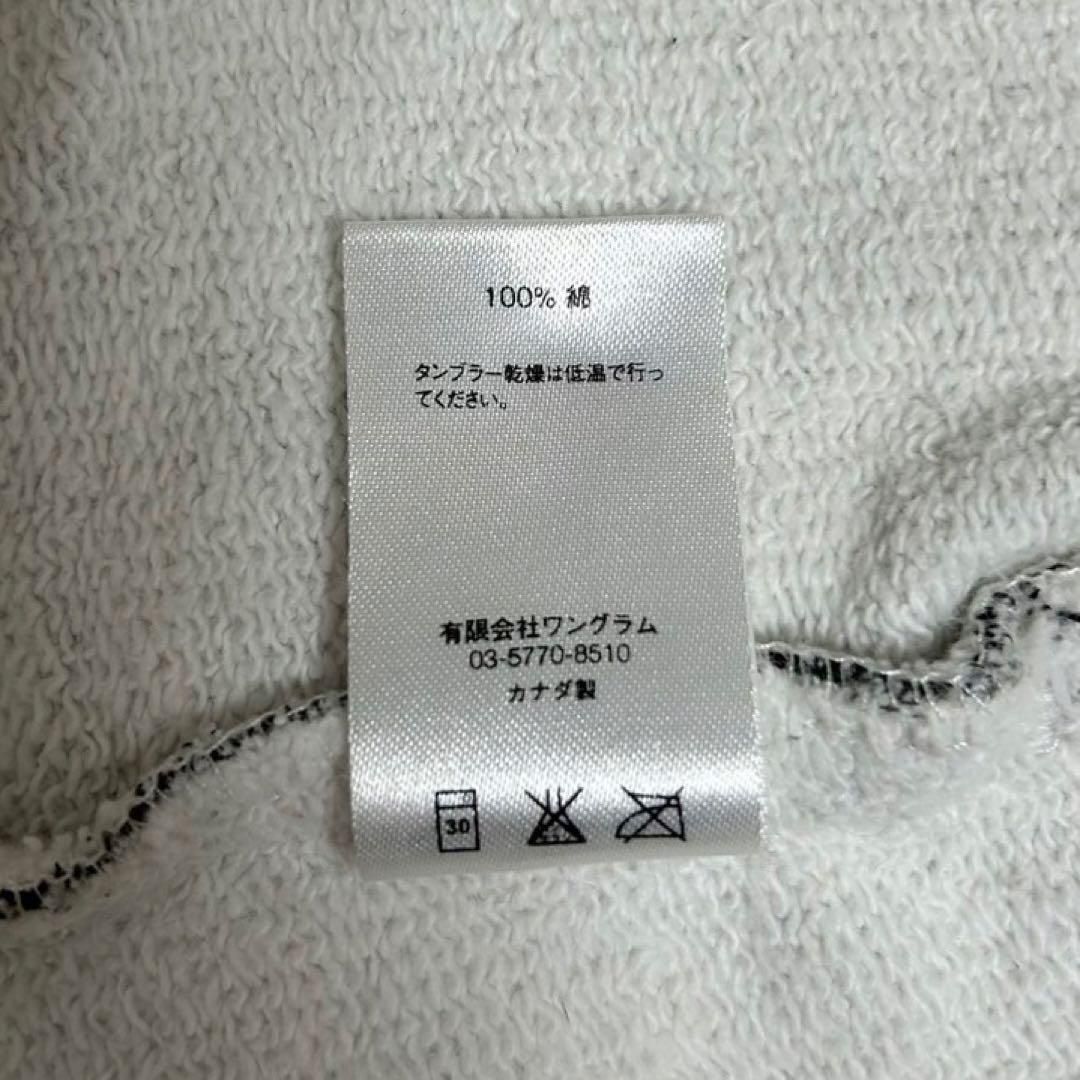 100% 綿
タンブラー乾燥は低温で行っ
てください。
有限会社ワングラム
03-5770-8510
カナダ製
30